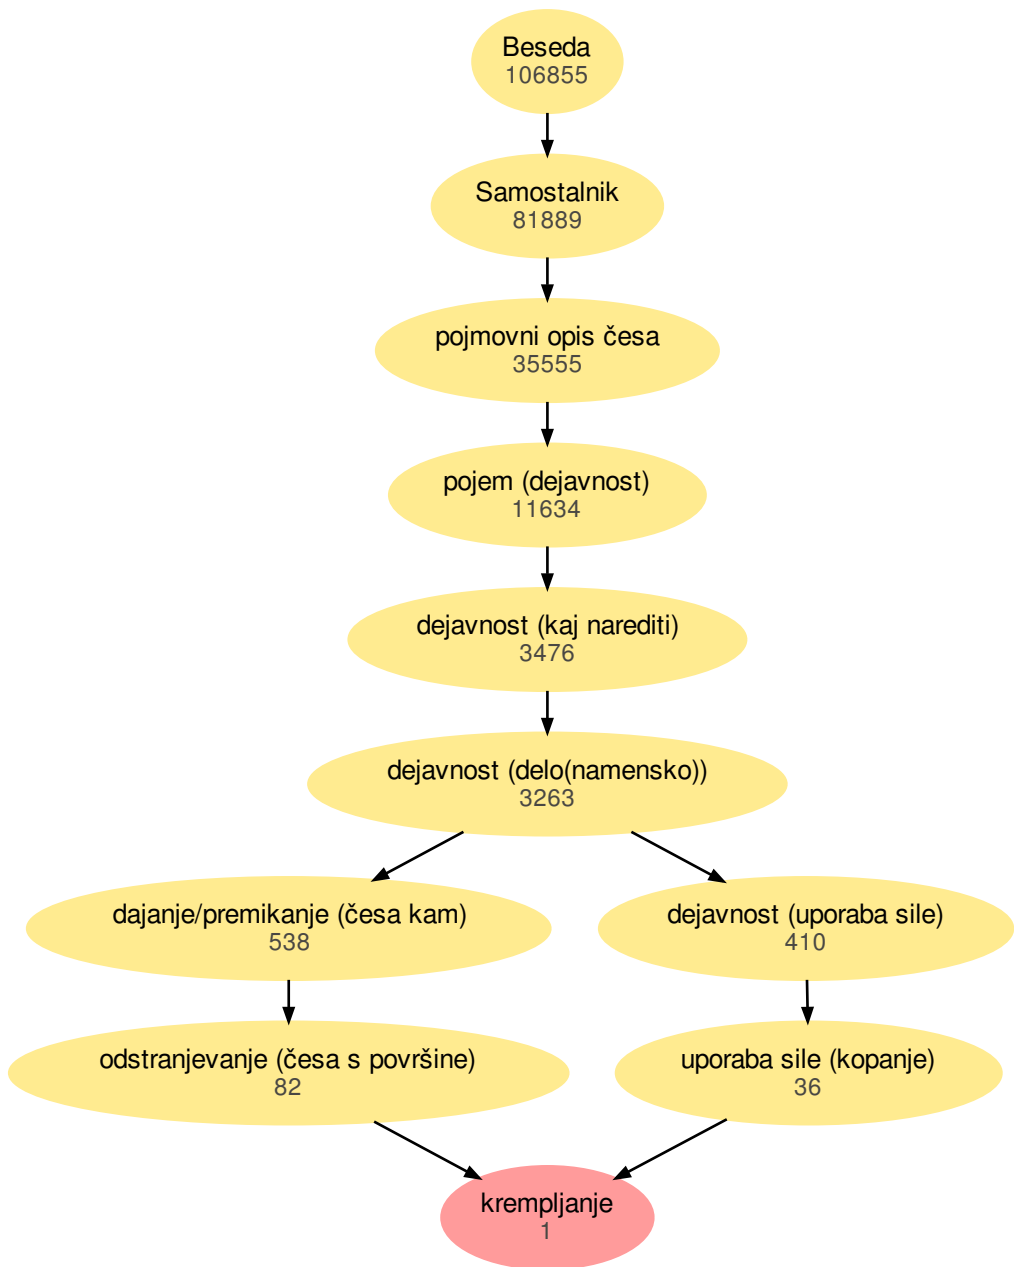 Beseda
106855
Samostalnik
81889
pojmovni opis česa
35555
pojem (dejavnost)
11634
dejavnost (kaj narediti)
3476
dejavnost (delo(namensko))
3263
dajanje/premikanje (česa kam)
538
dejavnost (uporaba sile)
410
odstranjevanje (česa s površine)
82
uporaba sile (kopanje)
36
krempljanje
1